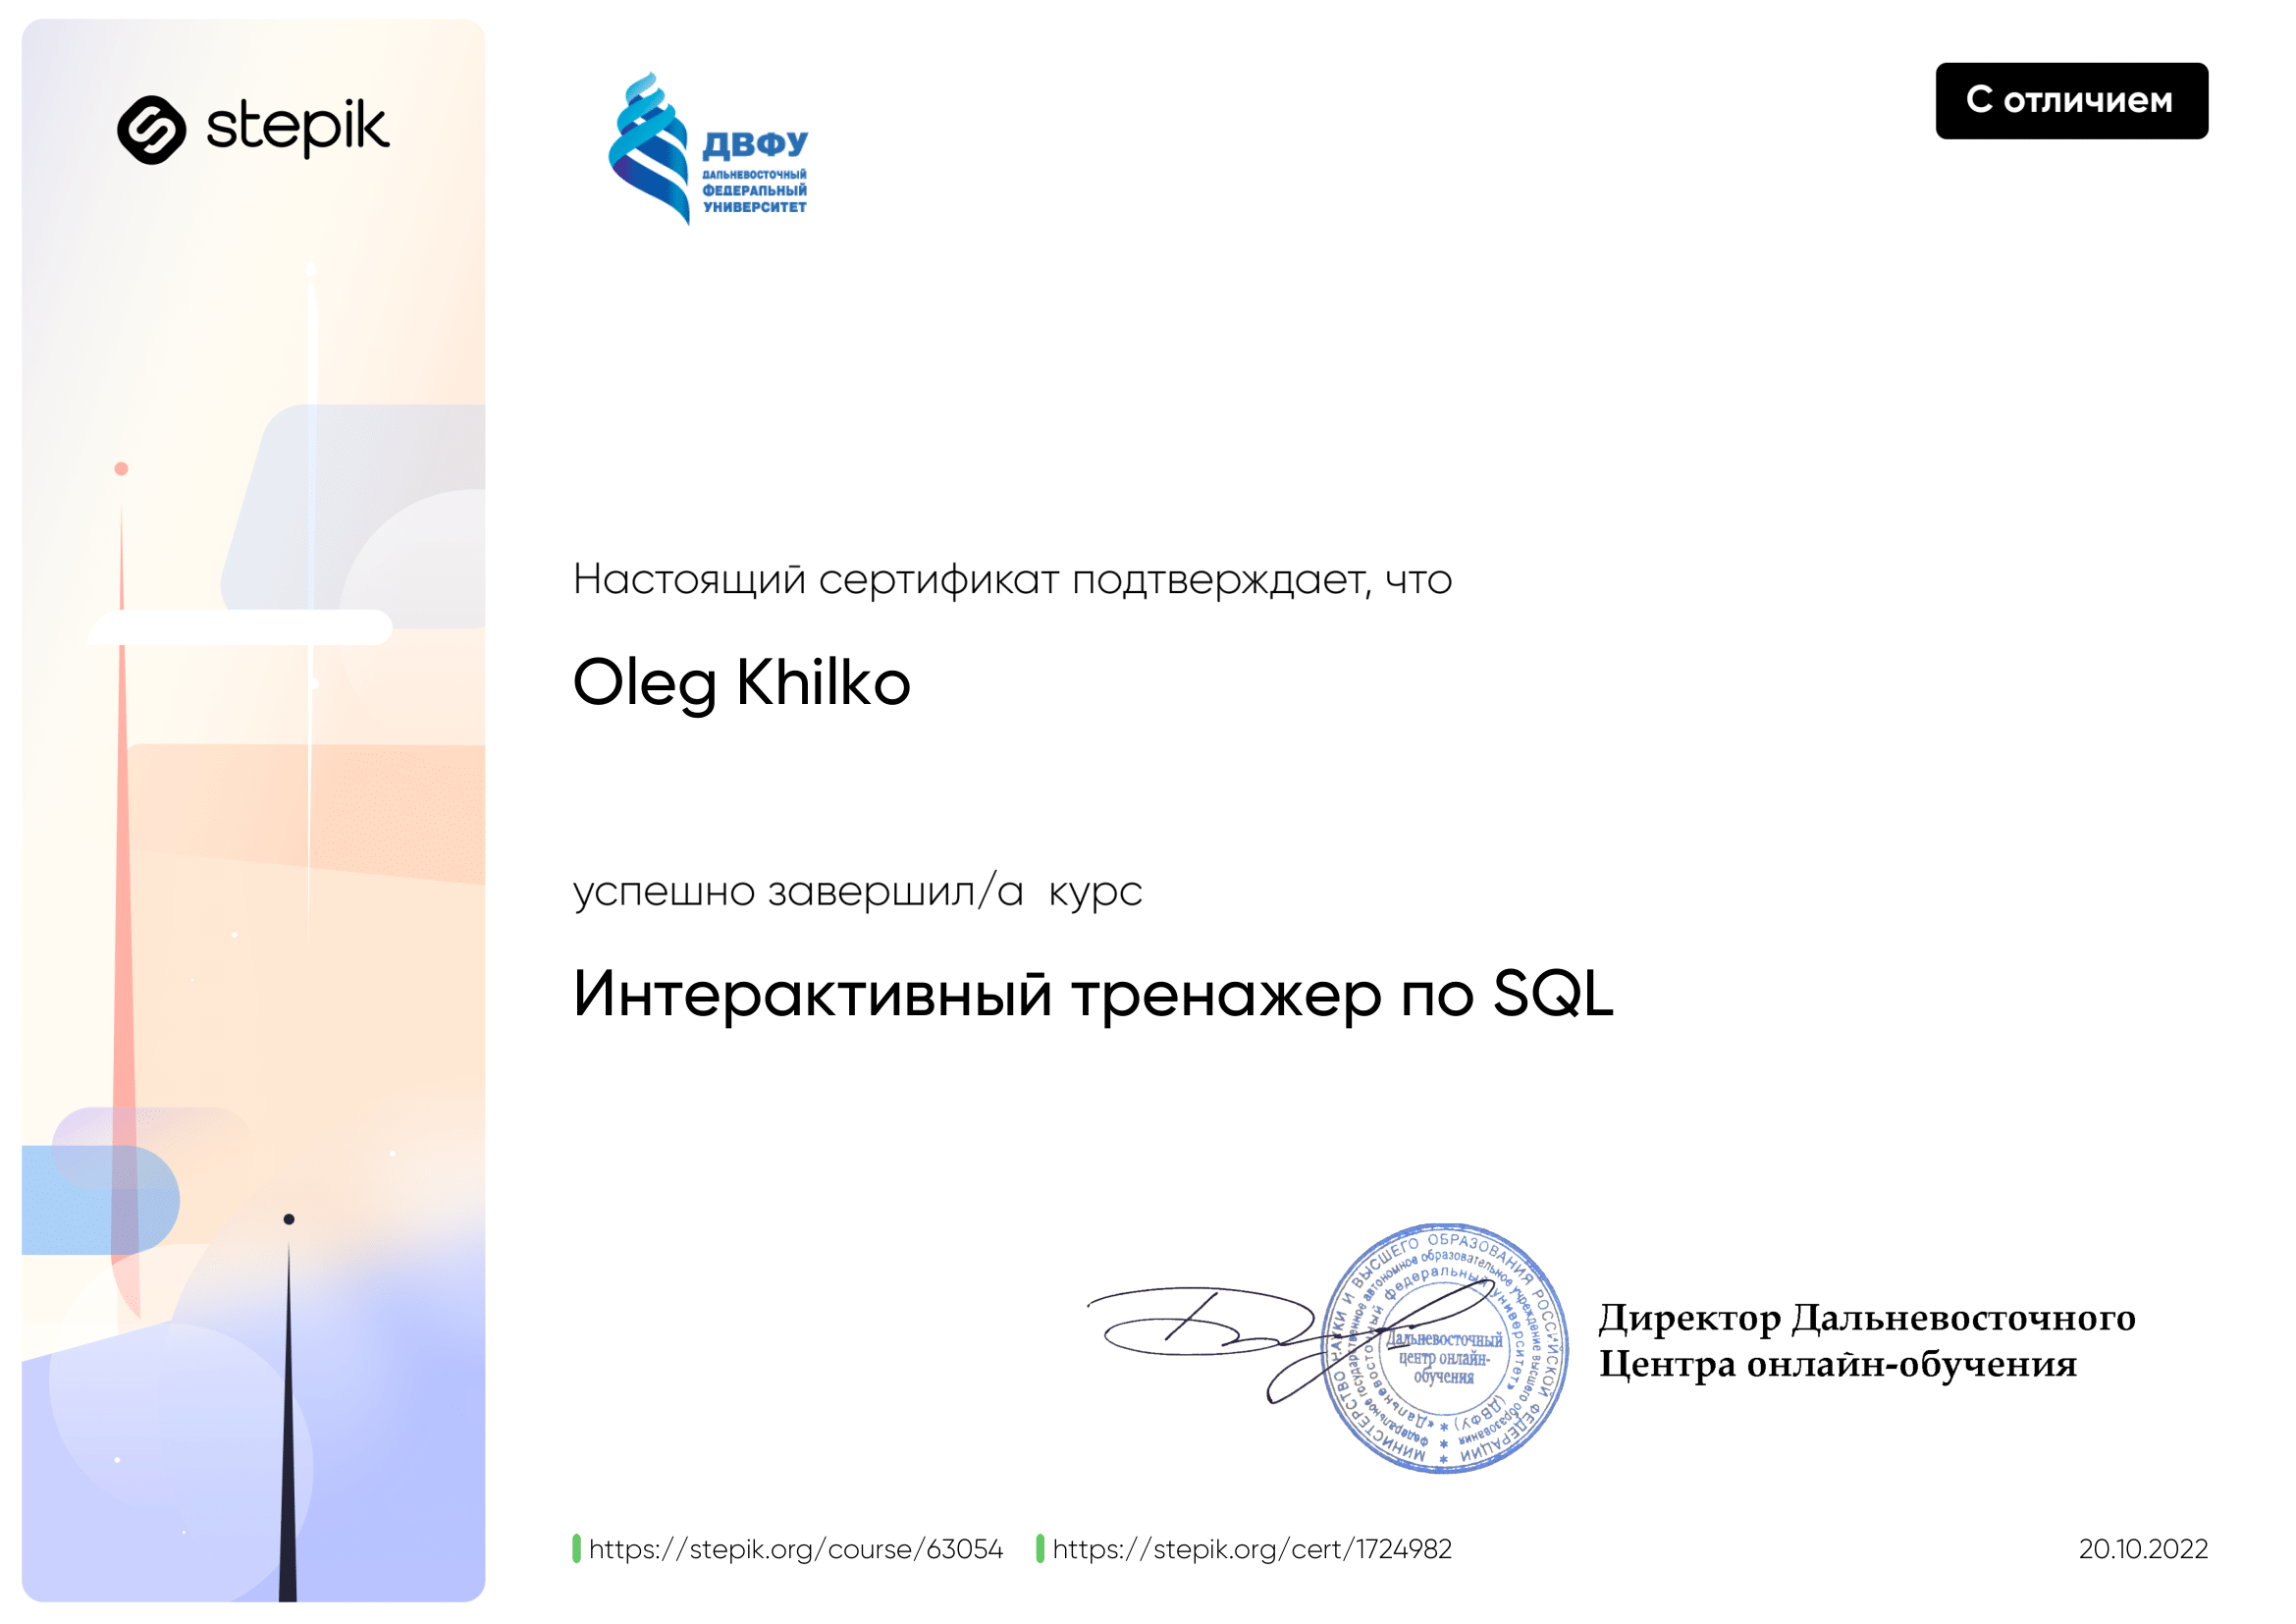 stepik
ДВФУ
ДАЛЬНЕВОСТОЧНЫЙ
ФЕДЕРАЛЬНЫЙ
УНИВЕРСИТЕТ
С отличием
Настоящий сертификат подтверждает, что
Oleg Khilko
успешно завершил/а курс
Интерактивный тренажер по SQL
МИНИСТЕРСТВО НАУКИ И ВЫСШЕГО ОБРАЗОВАНИЯ РОССИЙСКОЙ ФЕДЕРАЦИИ
федеральное государственное автономное образовательное учреждение высшего образования
«Дальневосточный федеральный университет» (ДВФУ)
Дальневосточный
центр онлайн-
обучения
Директор Дальневосточного
Центра онлайн-обучения
https://stepik.org/course/63054
https://stepik.org/cert/1724982
20.10.2022